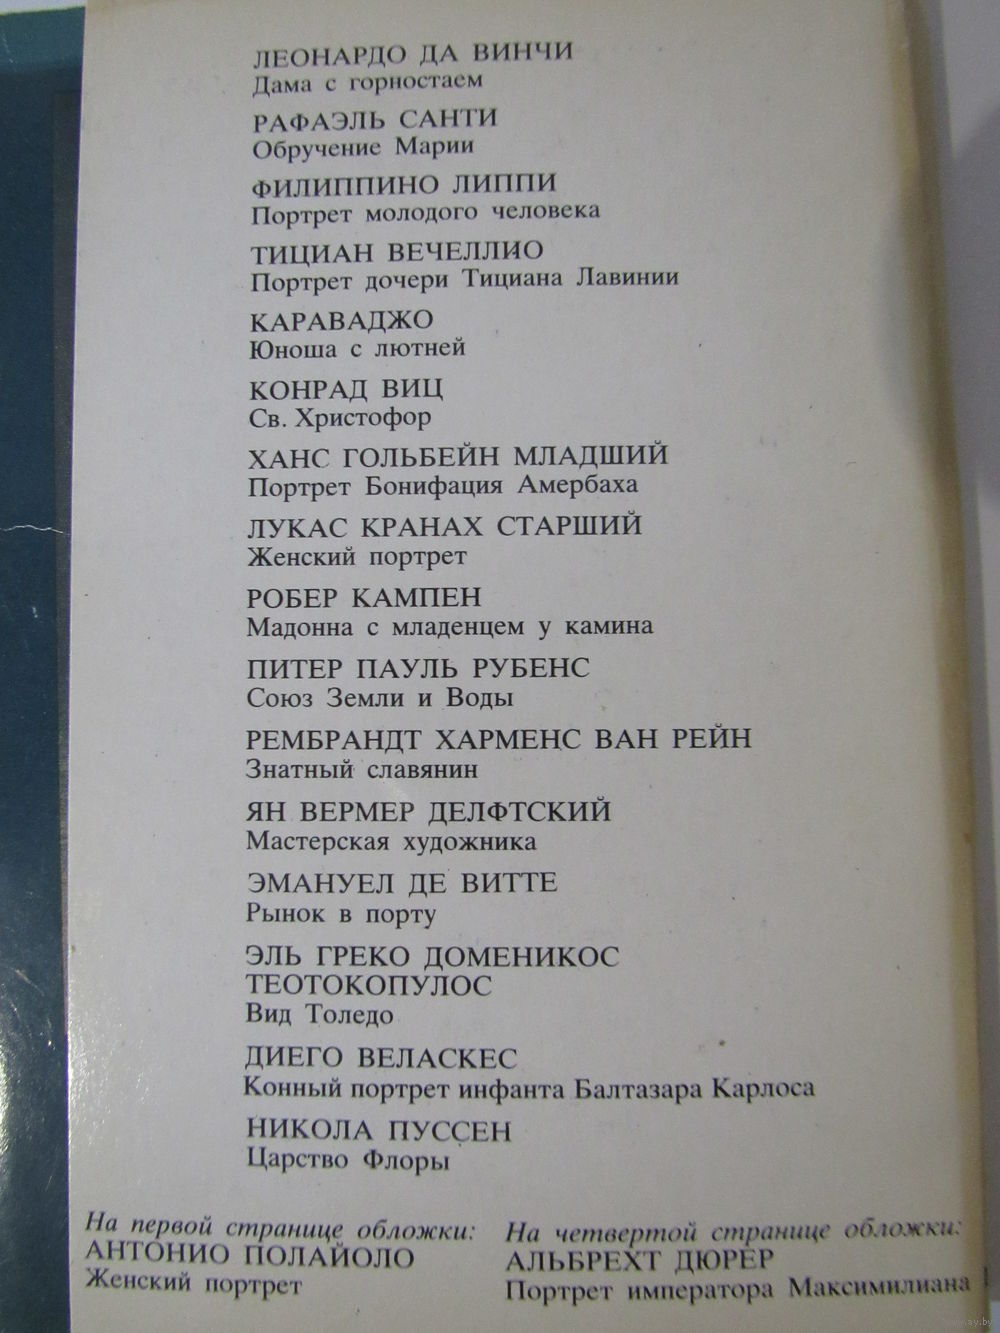 ЛЕОНАРДО ДА ВИНЧИ
Дама с горностаем
РАФАЭЛЬ САНТИ
Обручение Марии
ФИЛИППИНО ЛИППИ
Портрет молодого человека
ТИЦИАН ВЕЧЕЛЛИО
Портрет дочери Тициана Лавинии
КАРАВАДЖО
Юноша с лютней
КОНРАД ВИЦ
Св. Христофор
ХАНС ГОЛЬБЕЙН МЛАДШИЙ
Портрет Бонифация Амербаха
ЛУКАС КРАНАХ СТАРШИЙ
Женский портрет
РОБЕР КАМПЕН
Мадонна с младенцем у камина
ПИТЕР ПАУЛЬ РУБЕНС
Союз Земли и Воды
РЕМБРАНДТ ХАРМЕНС ВАН РЕЙН
Знатный славянин
ЯН ВЕРМЕР ДЕЛФТСКИЙ
Мастерская художника
ЭМАНУЕЛ ДЕ ВИТТЕ
Рынок в порту
ЭЛЬ ГРЕКО ДОМЕНИКОС
ТЕОТОКОПУЛОС
Вид Толедо
ДИЕГО ВЕЛАСКЕС
Конный портрет инфанта Балтазара Карлоса
НИКОЛА ПУССЕН
Царство Флоры
На первой странице обложки:
АНТОНИО ПОЛАЙОЛО
Женский портрет
На четвертой странице обложки:
АЛЬБРЕХТ ДЮРЕР
Портрет императора Максимилиана I